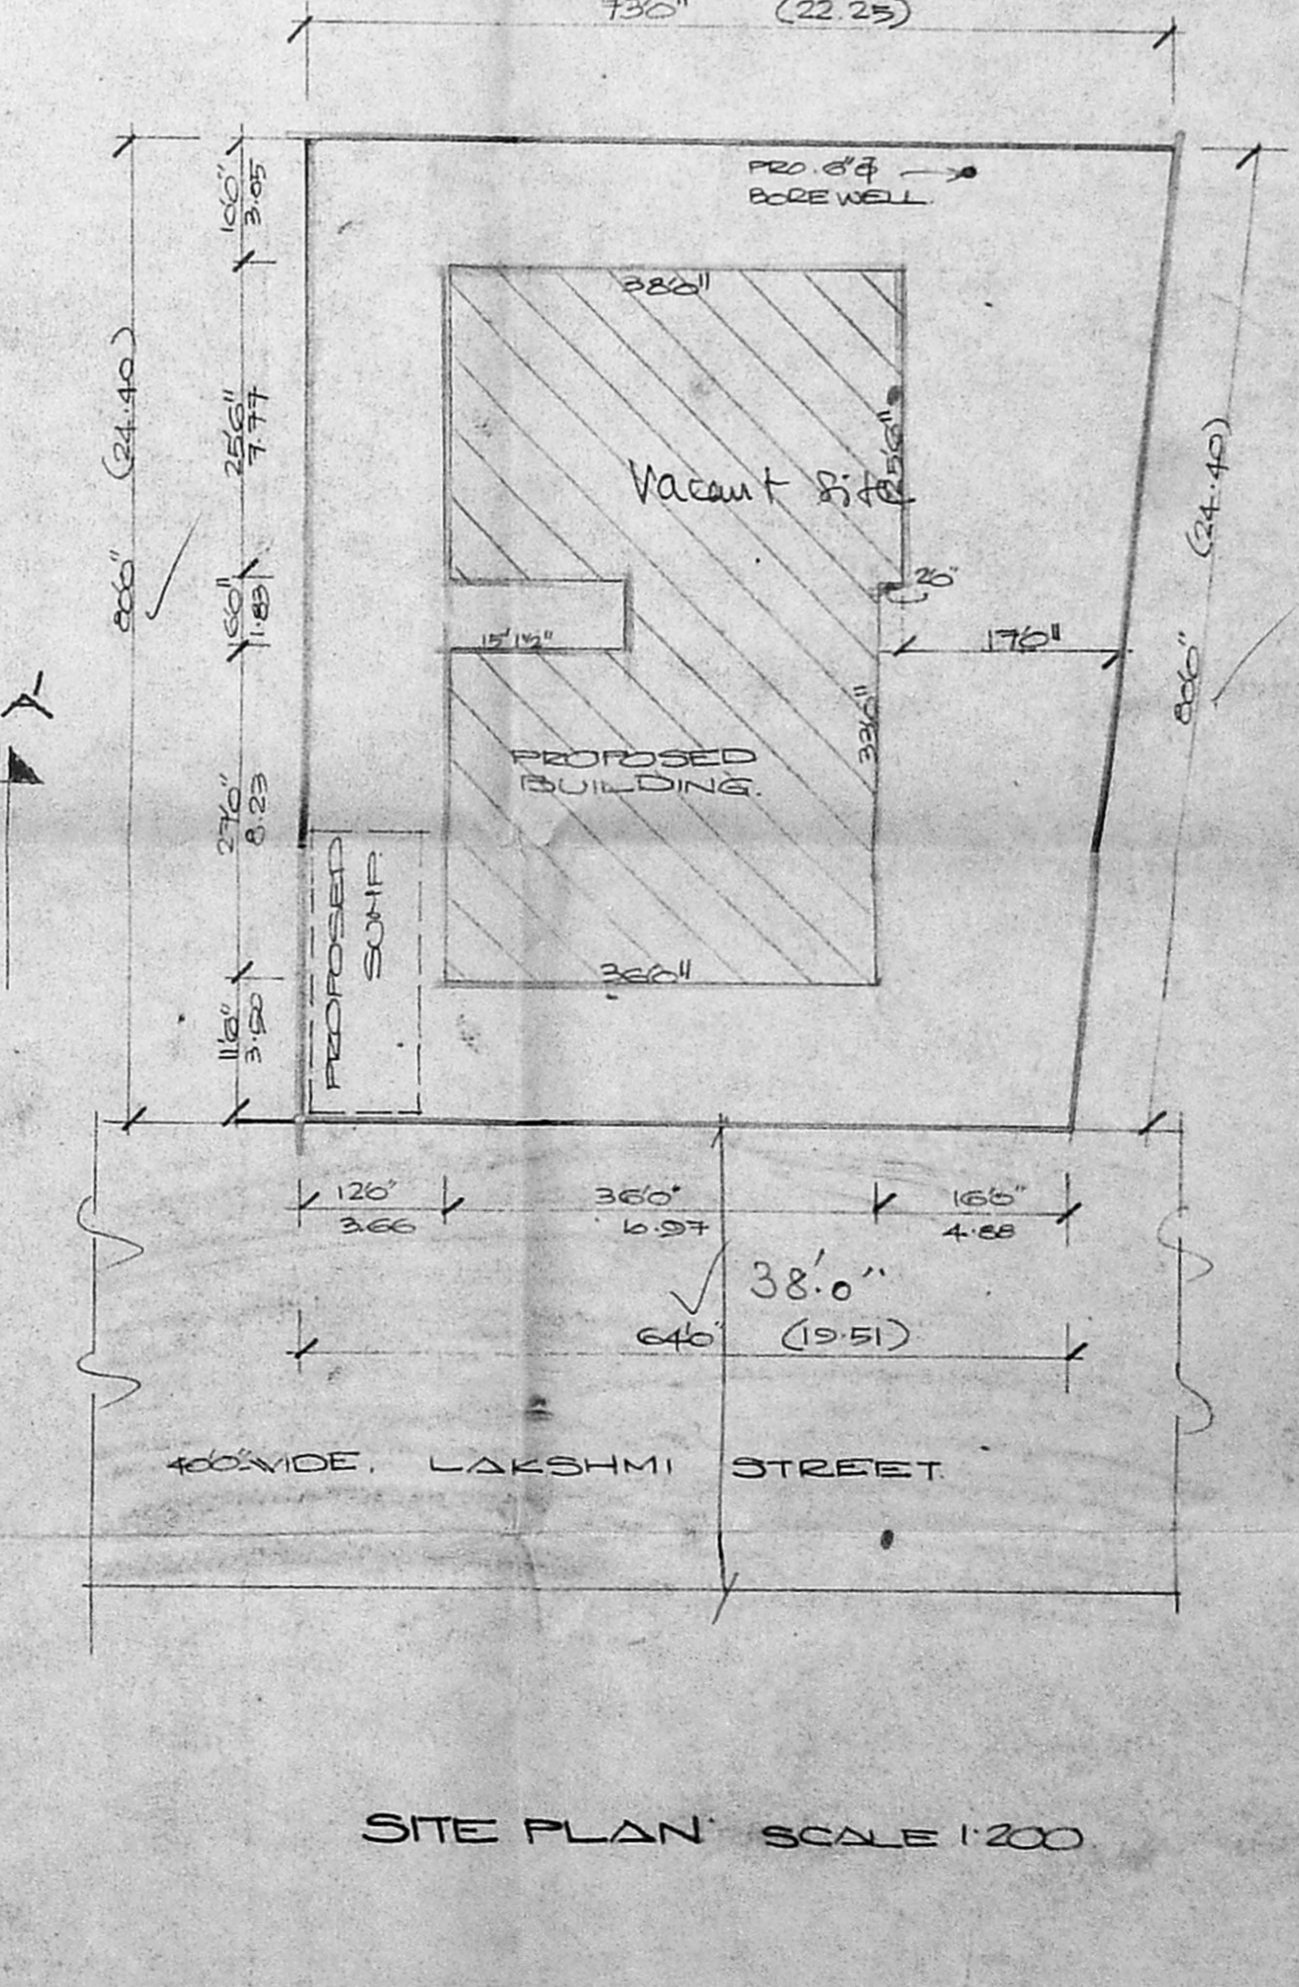 73'0" (22.25)
PRO. 6"φ
BOREWELL.
10'0"
3.05
38'0"
(24.40)
80'0"
25'6"
7.77
25'6"
Vacant Site
(24.40)
80'0"
6'0"
1.83
2'0"
15'1½"
17'0"
A
33'6"
PROPOSED
BUILDING.
27'0"
8.23
PROPOSED
SUMP.
36'0"
11'6"
3.50
12'0" 36'0" 16'0"
3.66 4.88
38'.0"
64'0" (19.51)
40'0" WIDE. LAKSHMI STREET.
SITE PLAN SCALE 1:200